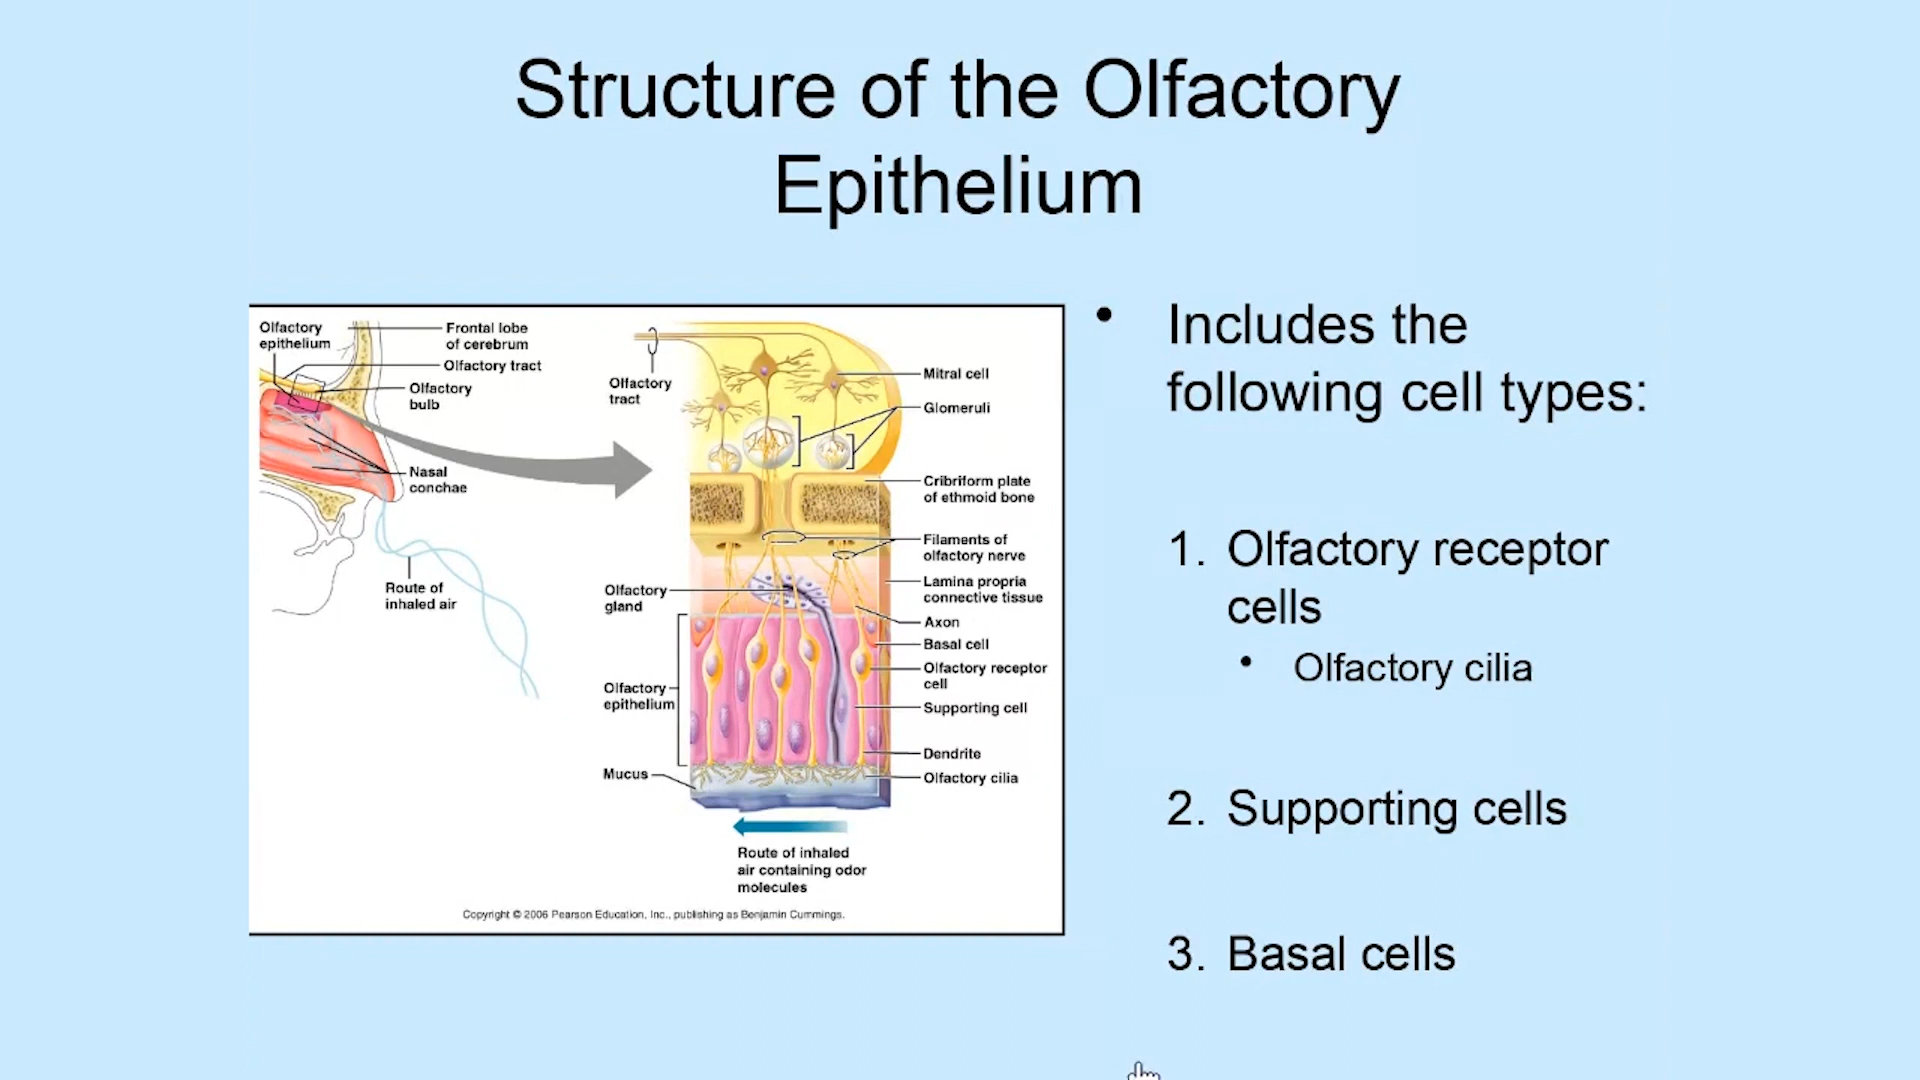 Structure of the Olfactory
Epithelium
Olfactory
epithelium
Frontal lobe
of cerebrum
Olfactory tract
Olfactory
bulb
Nasal
conchae
Route of
inhaled air
Olfactory
tract
Mitral cell
Glomeruli
Cribriform plate
of ethmoid bone
Filaments of
olfactory nerve
Olfactory
gland
Lamina propria
connective tissue
Axon
Basal cell
Olfactory receptor
cell
Olfactory
epithelium
Supporting cell
Dendrite
Mucus
Olfactory cilia
Route of inhaled
air containing odor
molecules
Copyright © 2006 Pearson Education, Inc., publishing as Benjamin Cummings.
• Includes the
following cell types:
1. Olfactory receptor
cells
• Olfactory cilia
2. Supporting cells
3. Basal cells